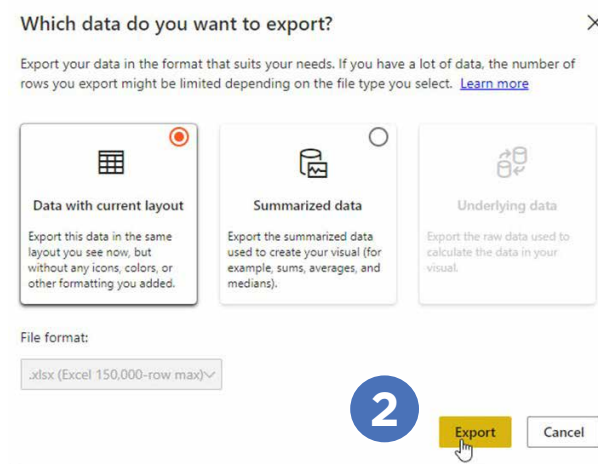 Which data do you want to export?
Export your data in the format that suits your needs. If you have a lot of data, the number of
rows you export might be limited depending on the file type you select. Learn more
Data with current layout
Export this data in the same
layout you see now, but
without any icons, colors, or
other formatting you added.
Summarized data
Export the summarized data
used to create your visual (for
example, sums, averages, and
medians).
Underlying data
Export the raw data used to
calculate the data in your
visual.
File format:
.xlsx (Excel 150,000-row max)
2
Export
Cancel